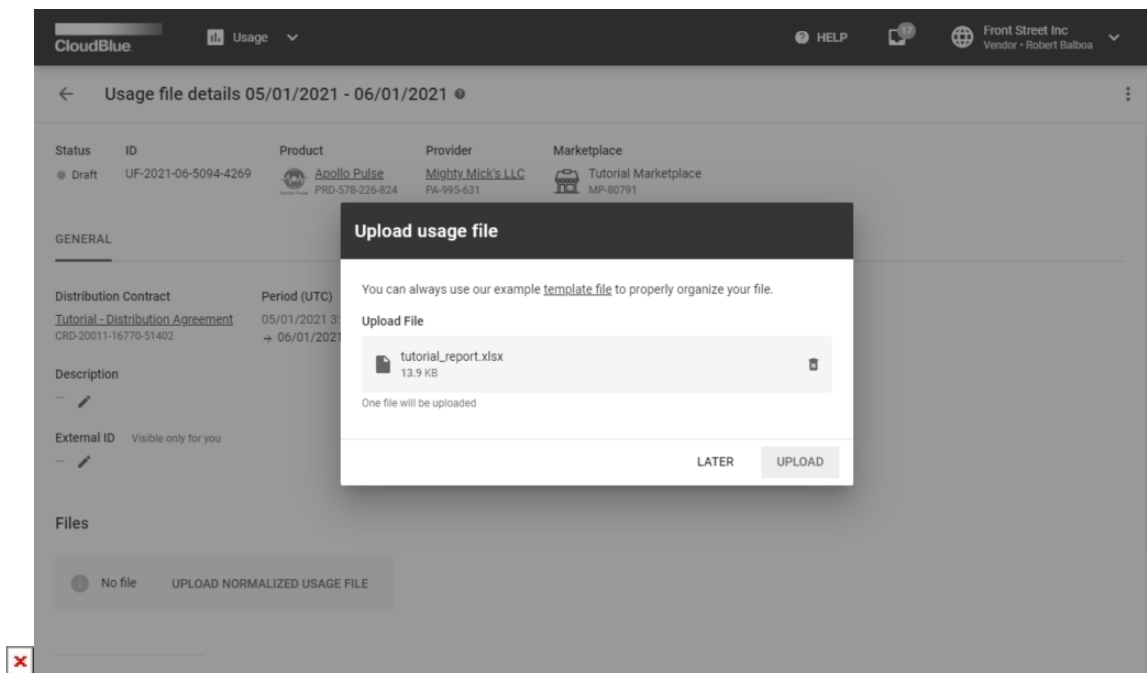 CloudBlue
Usage
HELP
17
Front Street Inc
Vendor • Robert Balboa
Usage file details 05/01/2021 - 06/01/2021
Status
ID
Product
Provider
Marketplace
Draft
UF-2021-06-5094-4269
Apollo Pulse
PRD-578-226-824
Mighty Mick's LLC
PA-995-631
Tutorial Marketplace
MP-80791
Upload usage file
GENERAL
You can always use our example template file to properly organize your file.
Distribution Contract
Period (UTC)
Upload File
Tutorial - Distribution Agreement
05/01/2021 3:
CRD-20011-16770-51402
→ 06/01/2021
tutorial_report.xlsx
13.9 KB
Description
–
One file will be uploaded
External ID Visible only for you
–
LATER
UPLOAD
Files
No file
UPLOAD NORMALIZED USAGE FILE